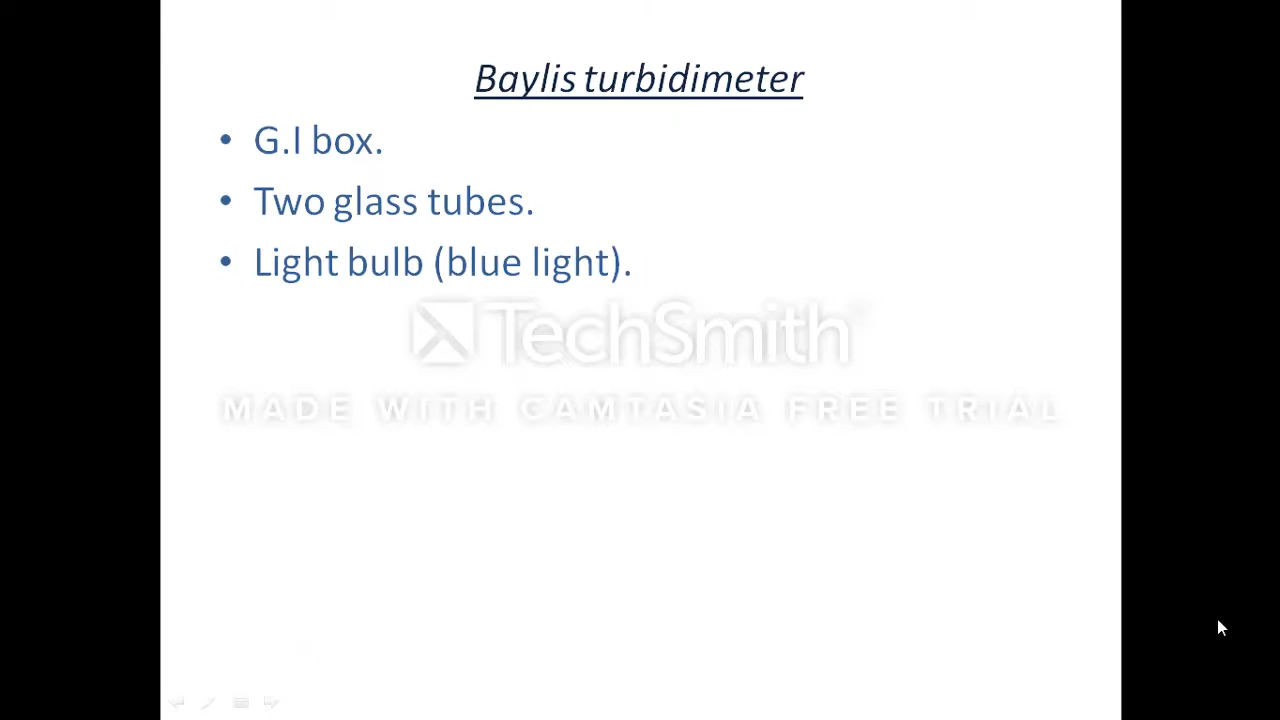 Baylis turbidimeter
• G.I box.
• Two glass tubes.
• Light bulb (blue light).
TechSmith
MADE WITH CAMTASIA FREE TRIAL